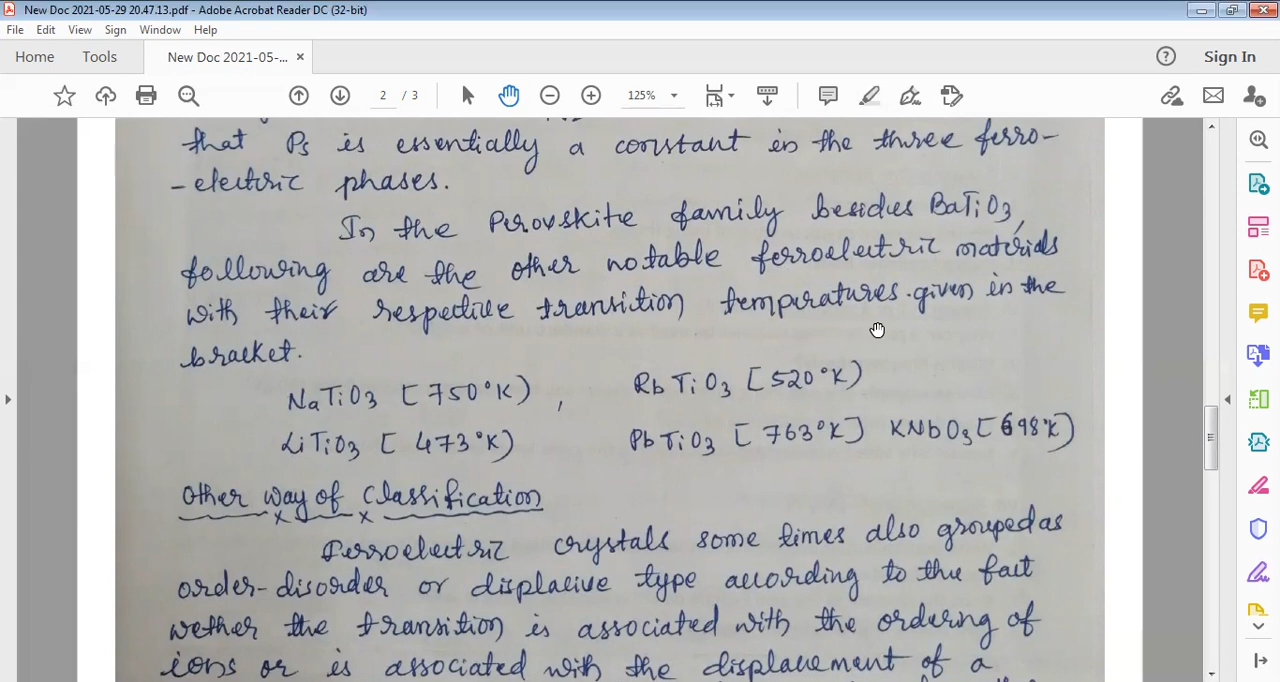 New Doc 2021-05-29 20.47.13.pdf - Adobe Acrobat Reader DC (32-bit)
File Edit View Sign Window Help
Home Tools New Doc 2021-05-... × Sign In
2 / 3 125%
that Ps is essentially a constant in the three ferro-
-electric phases.
In the Perovskite family besides BaTiO3,
following are the other notable ferroelectric materials
with their respective transition temperatures. given in the
bracket.
NaTiO3 [750°K) , RbTiO3 [520°K)
LiTiO3 [473°K) PbTiO3 [763°K] KNbO3 [698°K)
Other way of Classification
Ferroelectric crystals some times also grouped as
order-disorder or displacive type according to the fact
wether the transition is associated with the ordering of
ions or is associated with the displacement of a